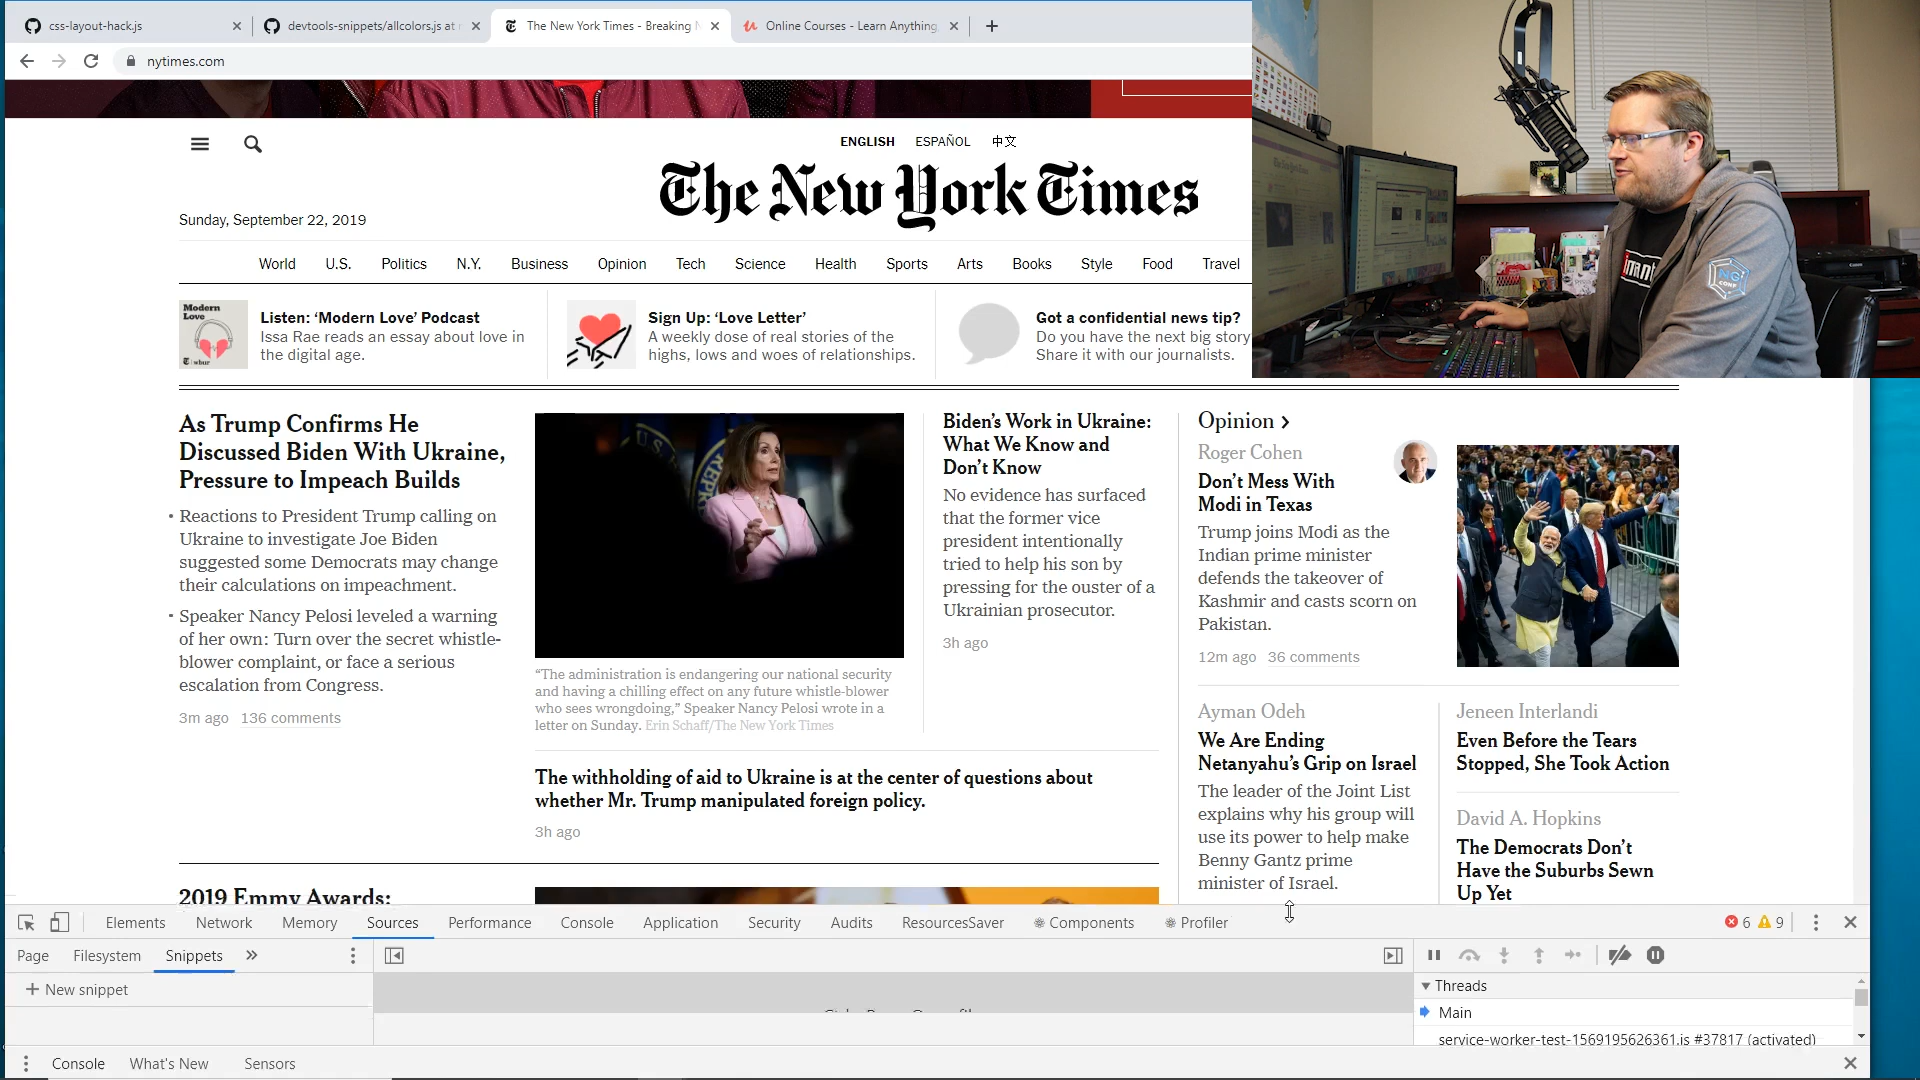 css-layout-hack.js
devtools-snippets/allcolors.js at
The New York Times - Breaking
Online Courses - Learn Anything
nytimes.com
ENGLISH ESPAÑOL 中文
The New York Times
Sunday, September 22, 2019
World U.S. Politics N.Y. Business Opinion Tech Science Health Sports Arts Books Style Food Travel
Modern
Love
Listen: ‘Modern Love’ Podcast
Issa Rae reads an essay about love in
the digital age.
Sign Up: ‘Love Letter’
A weekly dose of real stories of the
highs, lows and woes of relationships.
Got a confidential news tip?
Do you have the next big story
Share it with our journalists.
As Trump Confirms He
Discussed Biden With Ukraine,
Pressure to Impeach Builds
• Reactions to President Trump calling on
Ukraine to investigate Joe Biden
suggested some Democrats may change
their calculations on impeachment.
• Speaker Nancy Pelosi leveled a warning
of her own: Turn over the secret whistle-
blower complaint, or face a serious
escalation from Congress.
3m ago 136 comments
“The administration is endangering our national security
and having a chilling effect on any future whistle-blower
who sees wrongdoing,” Speaker Nancy Pelosi wrote in a
letter on Sunday. Erin Schaff/The New York Times
The withholding of aid to Ukraine is at the center of questions about
whether Mr. Trump manipulated foreign policy.
3h ago
Biden’s Work in Ukraine:
What We Know and
Don’t Know
No evidence has surfaced
that the former vice
president intentionally
tried to help his son by
pressing for the ouster of a
Ukrainian prosecutor.
3h ago
Opinion >
Roger Cohen
Don’t Mess With
Modi in Texas
Trump joins Modi as the
Indian prime minister
defends the takeover of
Kashmir and casts scorn on
Pakistan.
12m ago 36 comments
Ayman Odeh
We Are Ending
Netanyahu’s Grip on Israel
The leader of the Joint List
explains why his group will
use its power to help make
Benny Gantz prime
minister of Israel.
Jeneen Interlandi
Even Before the Tears
Stopped, She Took Action
David A. Hopkins
The Democrats Don’t
Have the Suburbs Sewn
Up Yet
2019 Emmy Awards:
Elements Network Memory Sources Performance Console Application Security Audits ResourcesSaver Components Profiler 6 9
Page Filesystem Snippets »
+ New snippet
Threads
Main
service-worker-test-1569195626361.js #37817 (activated)
Console What's New Sensors
NG
CONF
Canon